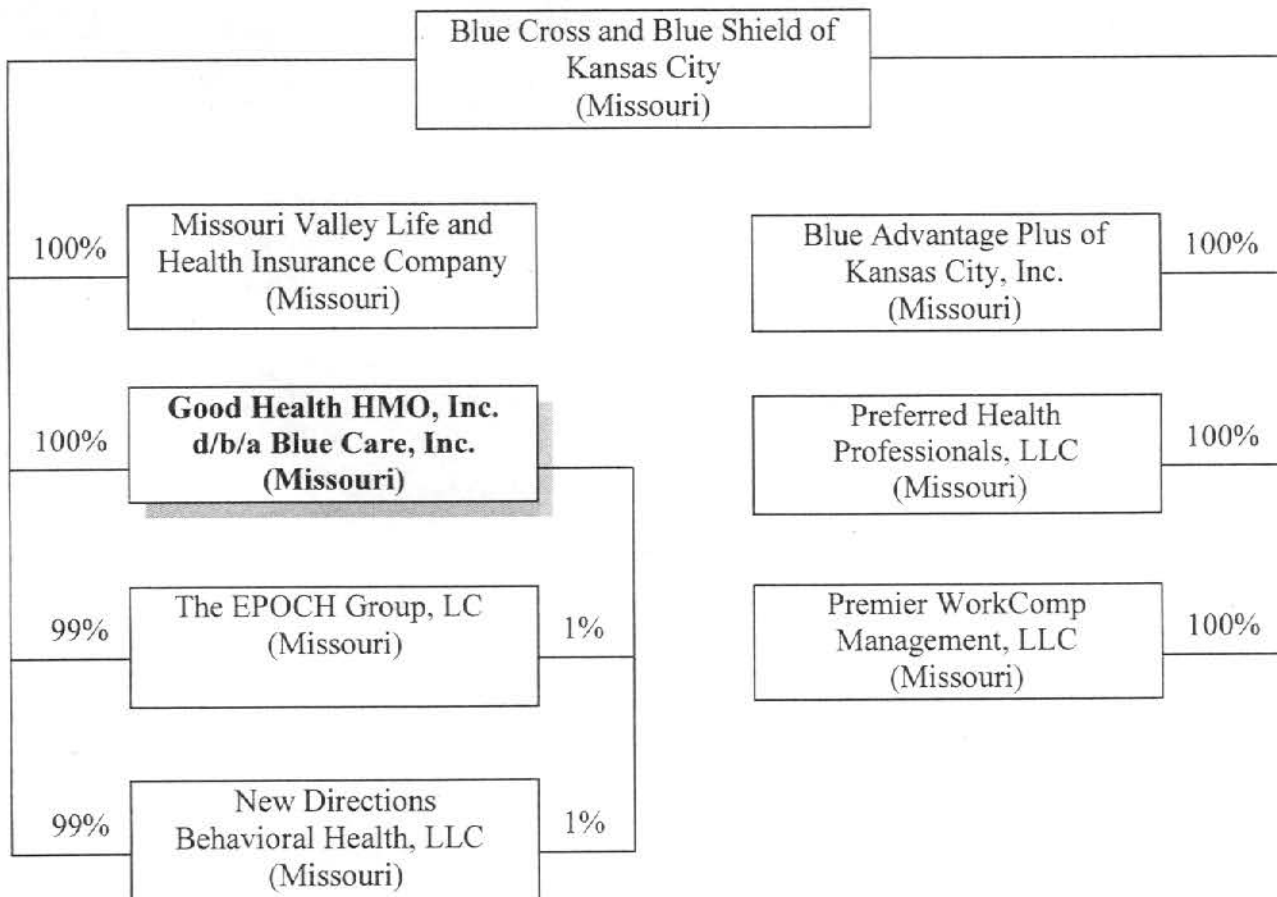 Blue Cross and Blue Shield of
Kansas City
(Missouri)
100%
Missouri Valley Life and
Health Insurance Company
(Missouri)
Blue Advantage Plus of
Kansas City, Inc.
(Missouri)
100%
100%
Good Health HMO, Inc.
d/b/a Blue Care, Inc.
(Missouri)
Preferred Health
Professionals, LLC
(Missouri)
100%
99%
The EPOCH Group, LC
(Missouri)
1%
Premier WorkComp
Management, LLC
(Missouri)
100%
99%
New Directions
Behavioral Health, LLC
(Missouri)
1%